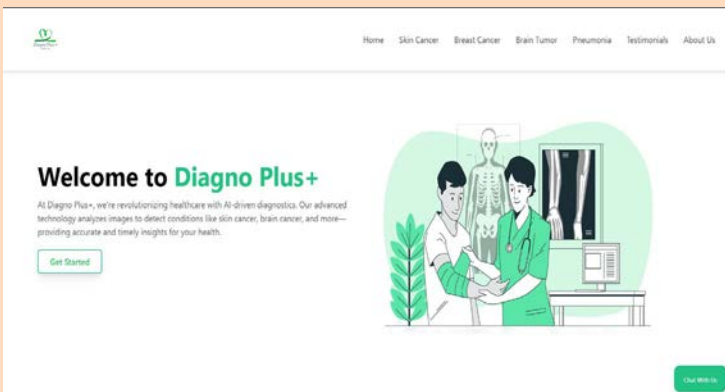 Diagno Plus+
Home Skin Cancer Breast Cancer Brain Tumor Pneumonia Testimonials About Us
Welcome to Diagno Plus+
At Diagno Plus+, we're revolutionizing healthcare with AI-driven diagnostics. Our advanced
technology analyzes images to detect conditions like skin cancer, brain cancer, and more—
providing accurate and timely insights for your health.
Get Started
Chat With Us